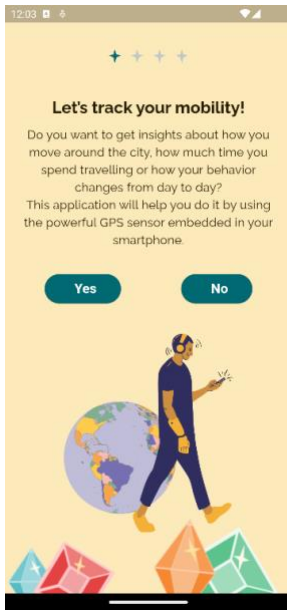 12:03
Let's track your mobility!
Do you want to get insights about how you
move around the city, how much time you
spend travelling or how your behavior
changes from day to day?
This application will help you do it by using
the powerful GPS sensor embedded in your
smartphone.
Yes
No